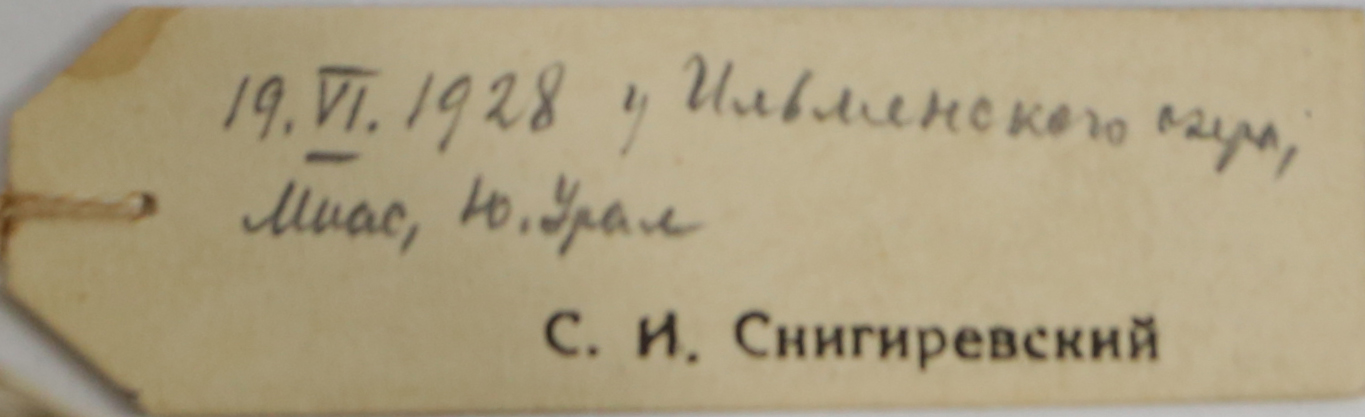 19.VI.1928 у Ильменского озера,
Миас, Ю. Урал
С. И. Снигиревский